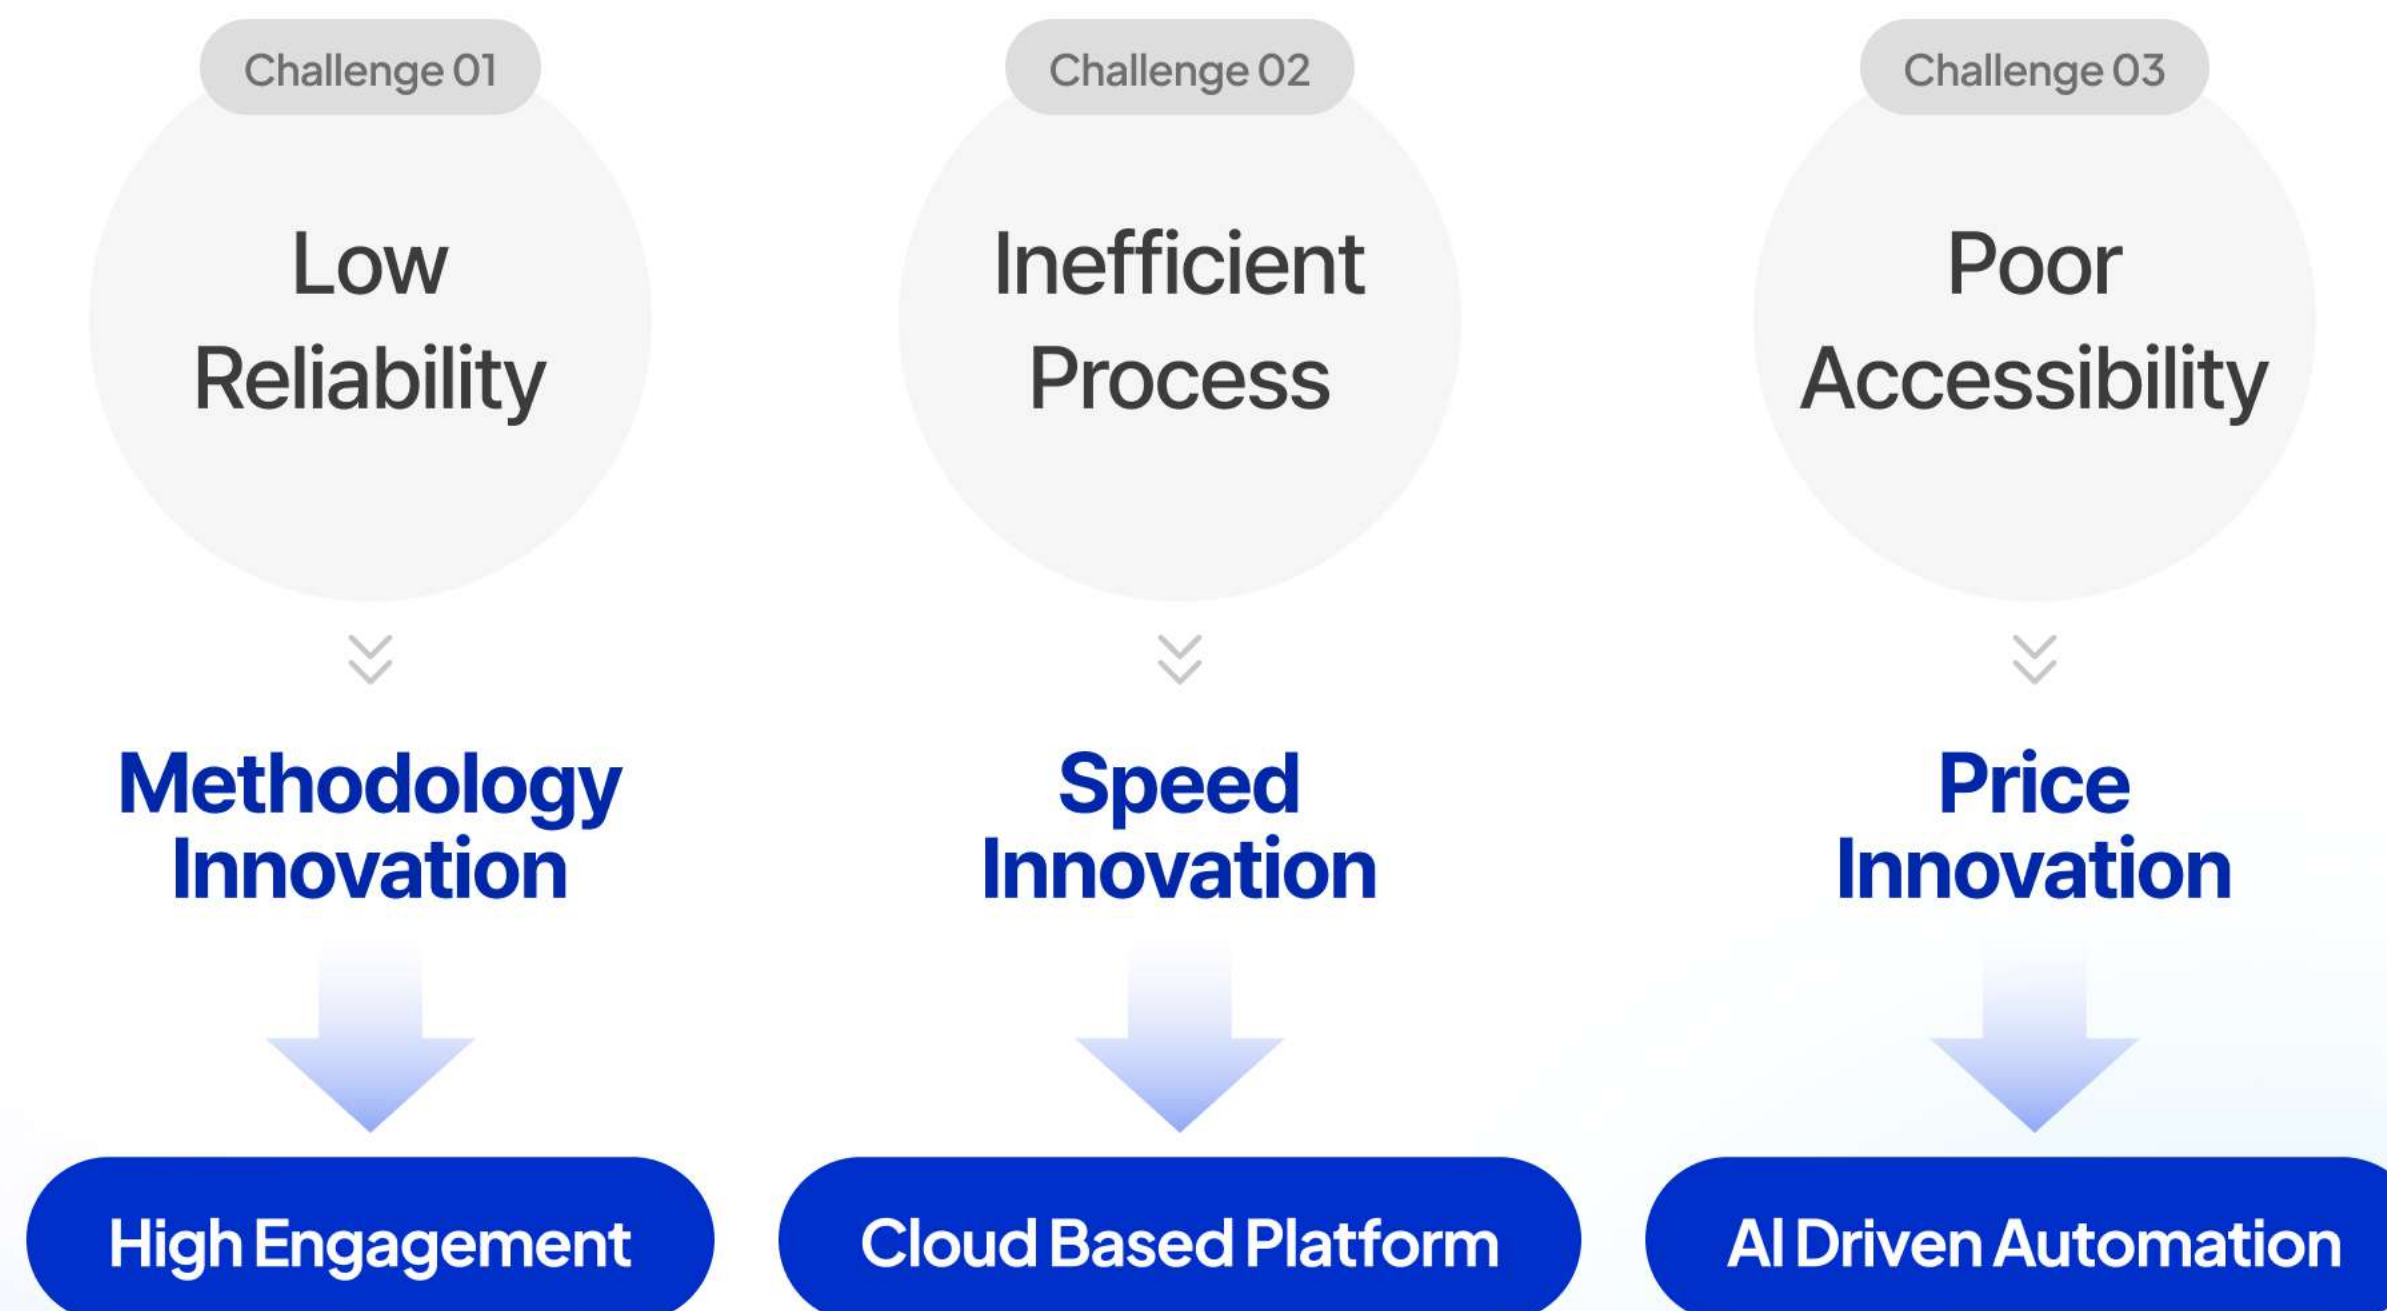 Challenge 01
Low
Reliability
Methodology
Innovation
High Engagement
Challenge 02
Inefficient
Process
Speed
Innovation
Cloud Based Platform
Challenge 03
Poor
Accessibility
Price
Innovation
AI Driven Automation